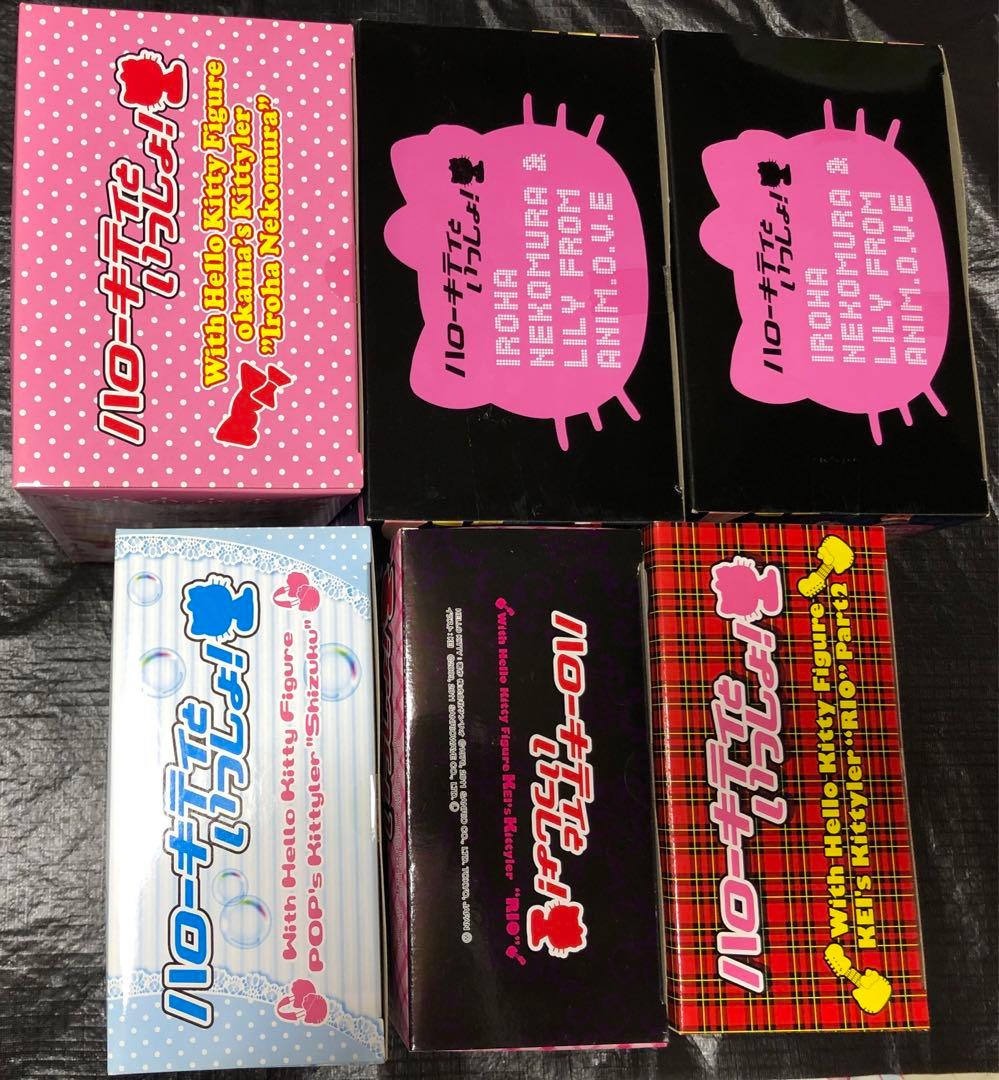 ハローキティと
いっしょ!
With Hello Kitty Figure
okama's Kittyler
"Iroha Nekomura"
ハローキティと
いっしょ!
IROHA
NEKOMURA &
LILY FROM
ANIM.O.V.E
ハローキティと
いっしょ!
IROHA
NEKOMURA &
LILY FROM
ANIM.O.V.E
ハローキティと
いっしょ!
With Hello Kitty Figure
POP's Kittyler "Shizuku"
ハローキティと
いっしょ!
With Hello Kitty Figure KEI's Kittyler "RIO"
ハローキティと
いっしょ!
With Hello Kitty Figure
KEI's Kittyler "RIO" Part2